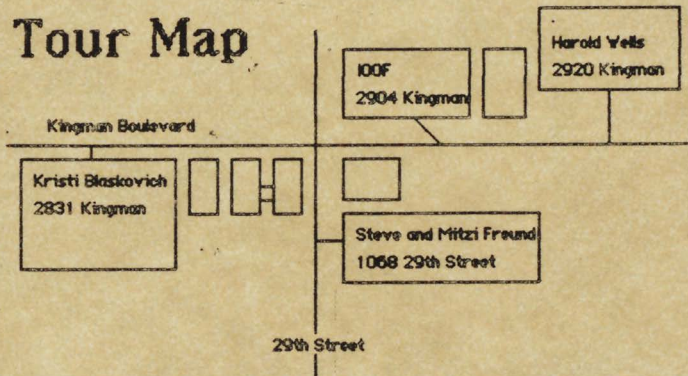 Tour Map
Harold Wells
2920 Kingman
IOOF
2904 Kingman
Kingman Boulevard
Kristi Blaskovich
2831 Kingman
Steve and Mitzi Freund
1068 29th Street
29th Street